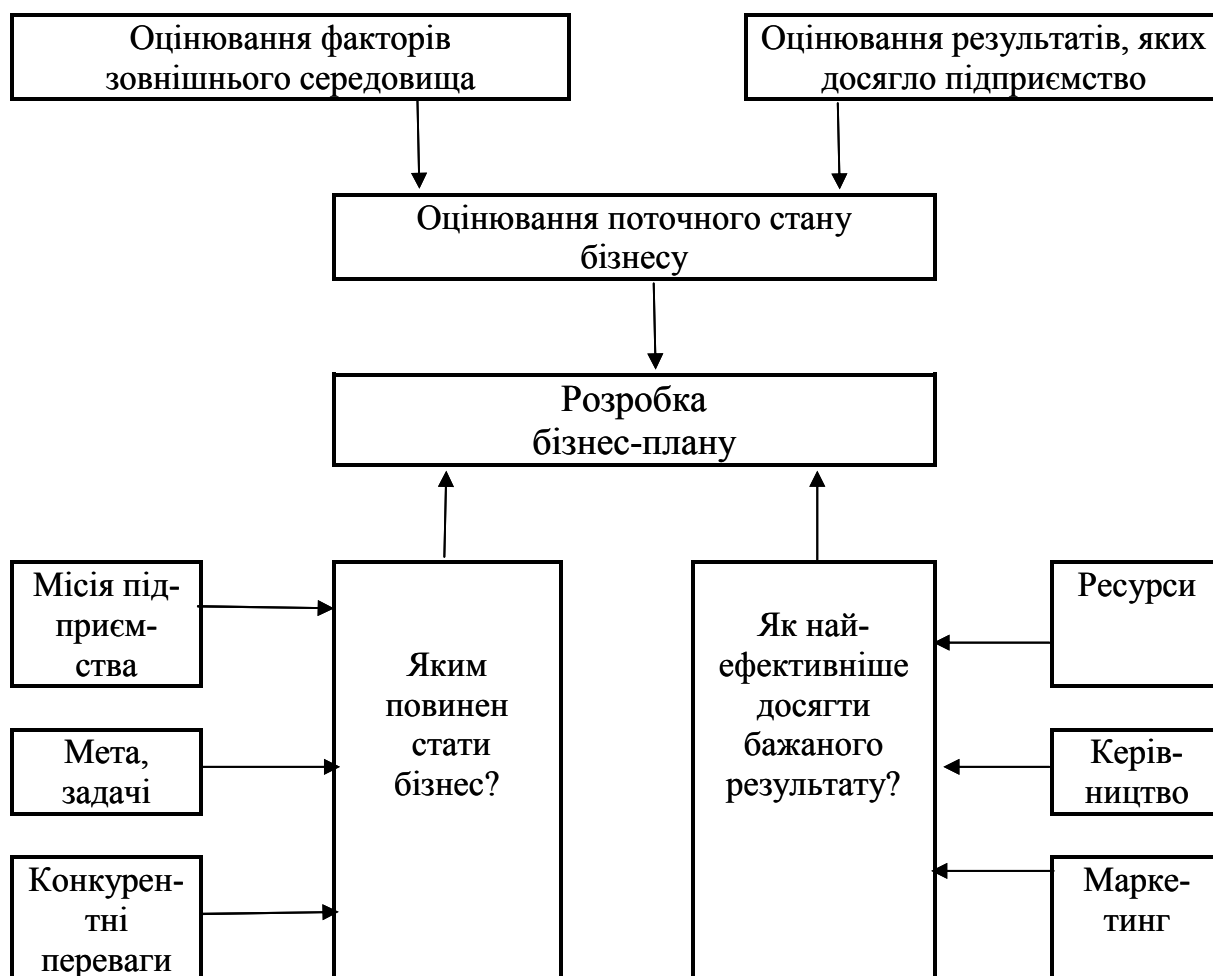 Оцінювання факторів
зовнішнього середовища
Оцінювання результатів, яких
досягло підприємство
Оцінювання поточного стану
бізнесу
Розробка
бізнес-плану
Місія під-
приєм-
ства
Мета,
задачі
Конкурен-
тні
переваги
Яким
повинен
стати
бізнес?
Як най-
ефективніше
досягти
бажаного
результату?
Ресурси
Керів-
ництво
Марке-
тинг